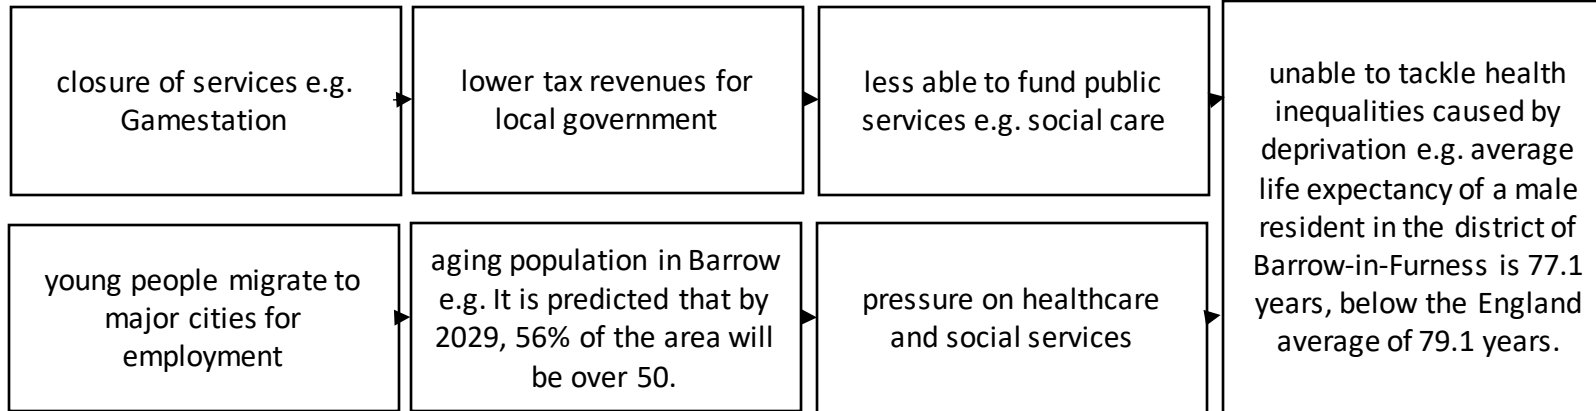 closure of services e.g.
Gamestation
lower tax revenues for
local government
less able to fund public
services e.g. social care
unable to tackle health
inequalities caused by
deprivation e.g. average
life expectancy of a male
resident in the district of
Barrow-in-Furness is 77.1
years, below the England
average of 79.1 years.
young people migrate to
major cities for
employment
aging population in Barrow
e.g. It is predicted that by
2029, 56% of the area will
be over 50.
pressure on healthcare
and social services